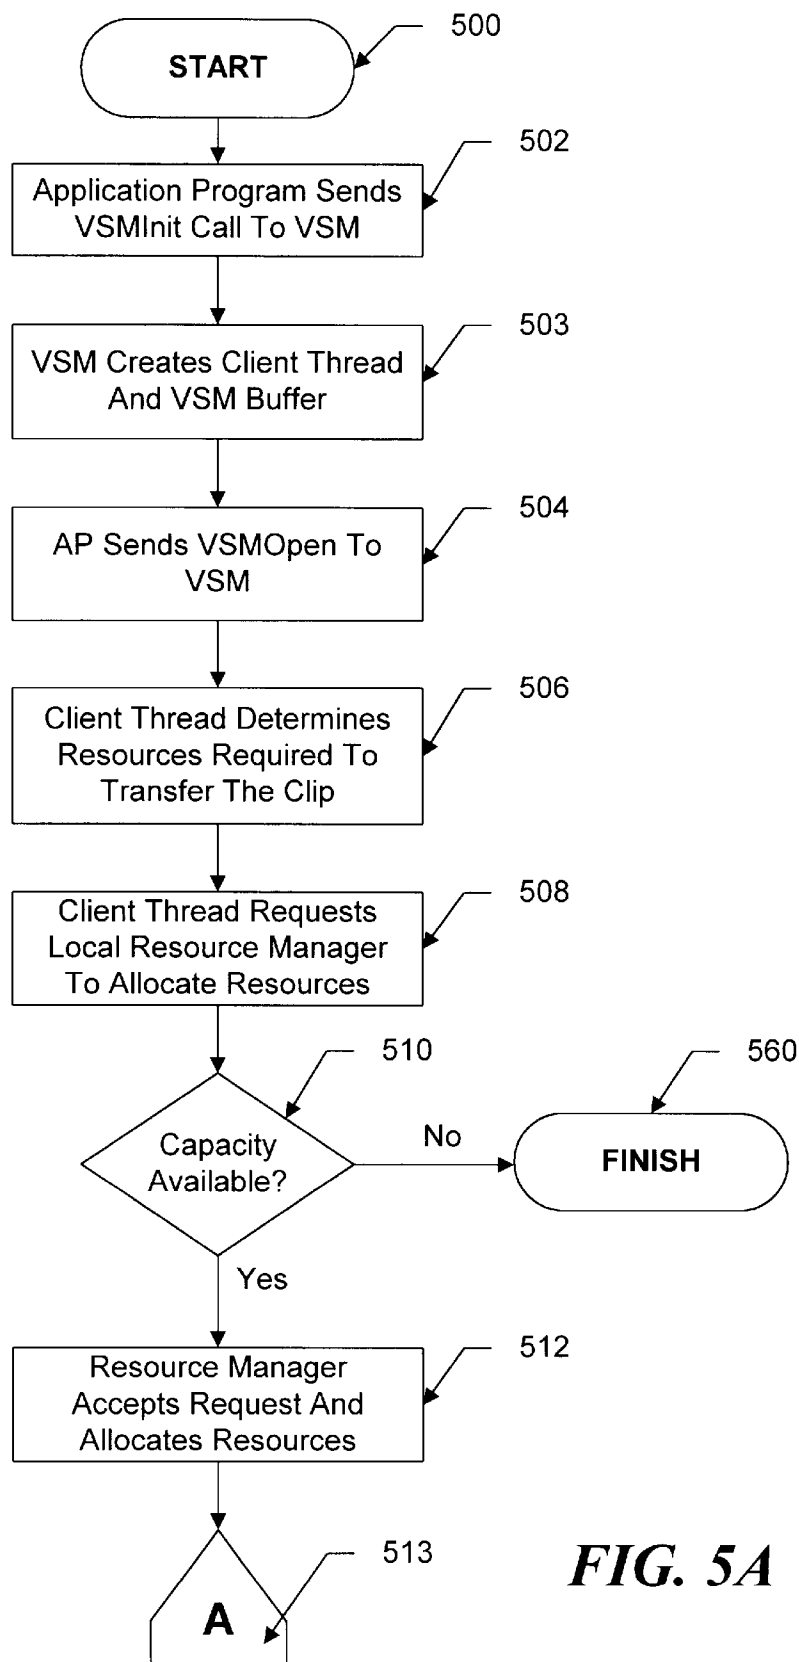 500
START
502
Application Program Sends
VSMInit Call To VSM
503
VSM Creates Client Thread
And VSM Buffer
504
AP Sends VSMOpen To
VSM
506
Client Thread Determines
Resources Required To
Transfer The Clip
508
Client Thread Requests
Local Resource Manager
To Allocate Resources
510
560
Capacity
Available?
No
FINISH
Yes
512
Resource Manager
Accepts Request And
Allocates Resources
513
A
FIG. 5A